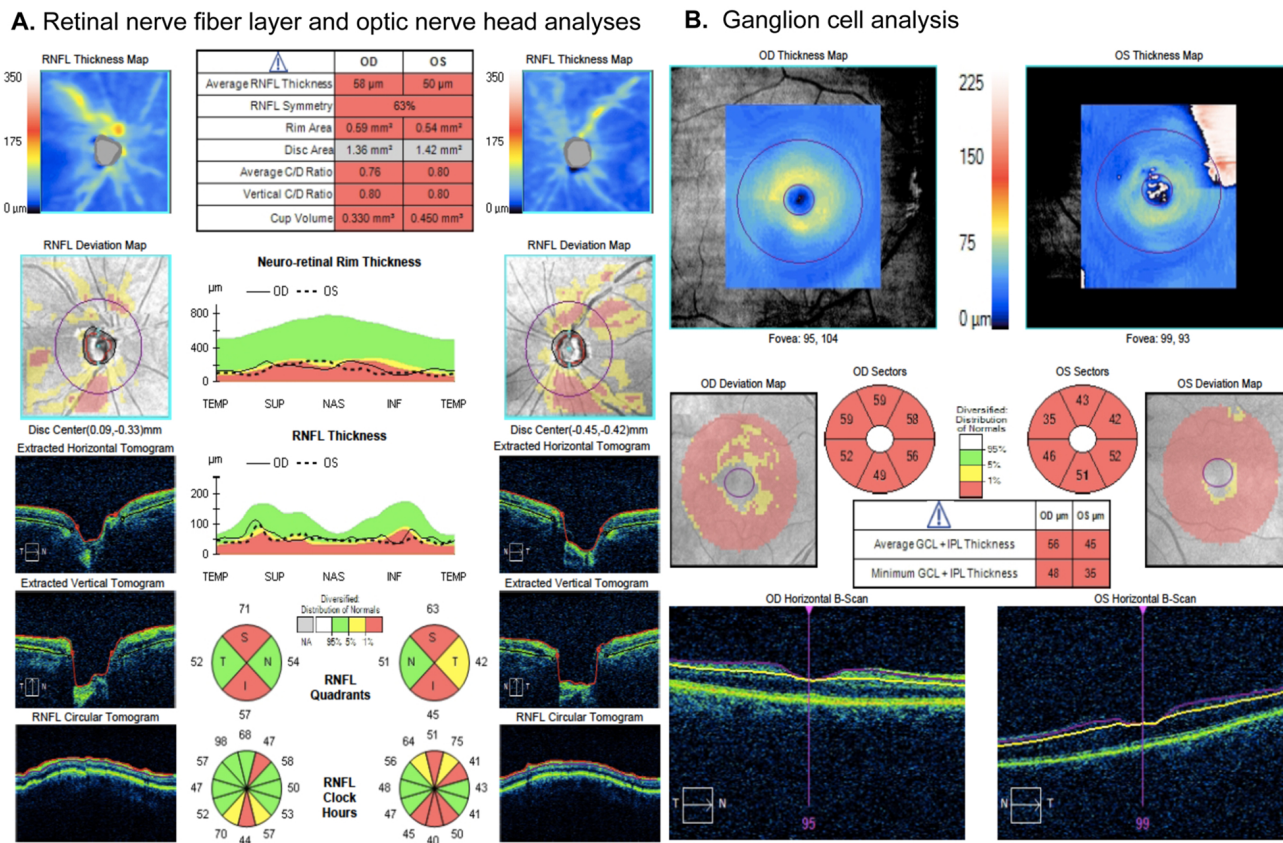 A. Retinal nerve fiber layer and optic nerve head analyses
RNFL Thickness Map
350
175
0 µm
OD OS
Average RNFL Thickness 58 µm 50 µm
RNFL Symmetry 63%
Rim Area 0.59 mm² 0.54 mm²
Disc Area 1.36 mm² 1.42 mm²
Average C/D Ratio 0.76 0.80
Vertical C/D Ratio 0.80 0.80
Cup Volume 0.330 mm³ 0.450 mm³
RNFL Thickness Map
350
175
0 µm
RNFL Deviation Map
Disc Center(0.09,-0.33)mm
Neuro-retinal Rim Thickness
µm
OD OS
800
400
0
TEMP SUP NAS INF TEMP
RNFL Deviation Map
Disc Center(-0.45,-0.42)mm
Extracted Horizontal Tomogram
T N
RNFL Thickness
µm
OD OS
200
100
0
TEMP SUP NAS INF TEMP
Extracted Horizontal Tomogram
N T
Extracted Vertical Tomogram
Diversified:
Distribution of Normals
NA 95% 5% 1%
71
S
52 T N 54
I
57
RNFL
Quadrants
63
S
51 N T 42
I
45
Extracted Vertical Tomogram
RNFL Circular Tomogram
68
98 47
57 58
47 50
52 53
70 57
44
RNFL
Clock
Hours
51
64 75
56 41
48 43
47 41
45 50
40
RNFL Circular Tomogram
B. Ganglion cell analysis
OD Thickness Map
Fovea: 95, 104
225
150
75
0 µm
OS Thickness Map
Fovea: 99, 93
OD Deviation Map
OD Sectors
59
59 58
52 56
49
Diversified:
Distribution
of Normals
95%
5%
1%
OS Sectors
43
35 42
46 52
51
OS Deviation Map
OD µm OS µm
Average GCL + IPL Thickness 56 45
Minimum GCL + IPL Thickness 48 36
OD Horizontal B-Scan
T N
95
OS Horizontal B-Scan
N T
99